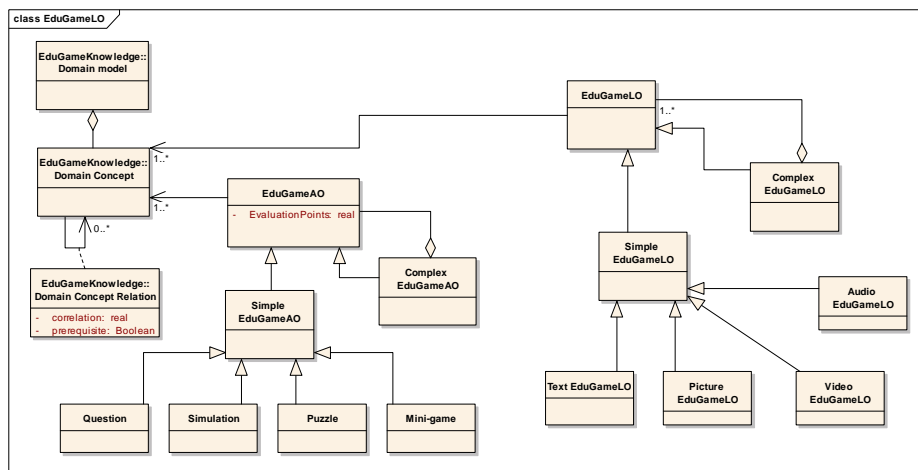 class EduGameLO
EduGameKnowledge::
Domain model
EduGameKnowledge::
Domain Concept
1..*
1..*
0..*
EduGameKnowledge::
Domain Concept Relation
- correlation: real
- prerequisite: Boolean
EduGameAO
- EvaluationPoints: real
Complex
EduGameAO
Simple
EduGameAO
Question
Simulation
Puzzle
Mini-game
EduGameLO
1..*
Complex
EduGameLO
Simple
EduGameLO
Audio
EduGameLO
Text EduGameLO
Picture
EduGameLO
Video
EduGameLO